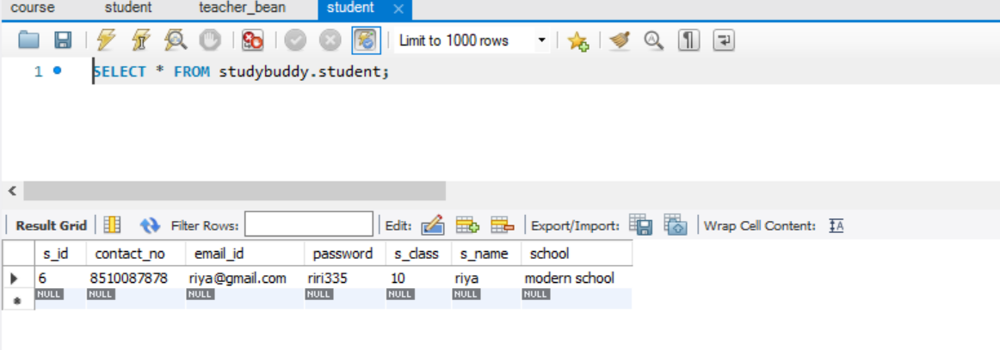 course student teacher_bean student
Limit to 1000 rows
1 SELECT * FROM studybuddy.student;
Result Grid Filter Rows: Edit: Export/Import: Wrap Cell Content:
s_id contact_no email_id password s_class s_name school
6 8510087878 riya@gmail.com riri335 10 riya modern school
NULL NULL NULL NULL NULL NULL NULL